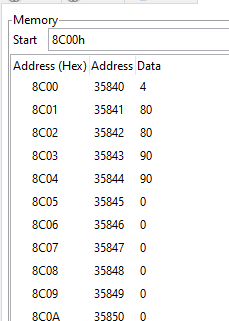 Memory
Start 8C00h
Address (Hex) Address Data
8C00 35840 4
8C01 35841 80
8C02 35842 80
8C03 35843 90
8C04 35844 90
8C05 35845 0
8C06 35846 0
8C07 35847 0
8C08 35848 0
8C09 35849 0
8C0A 35850 0